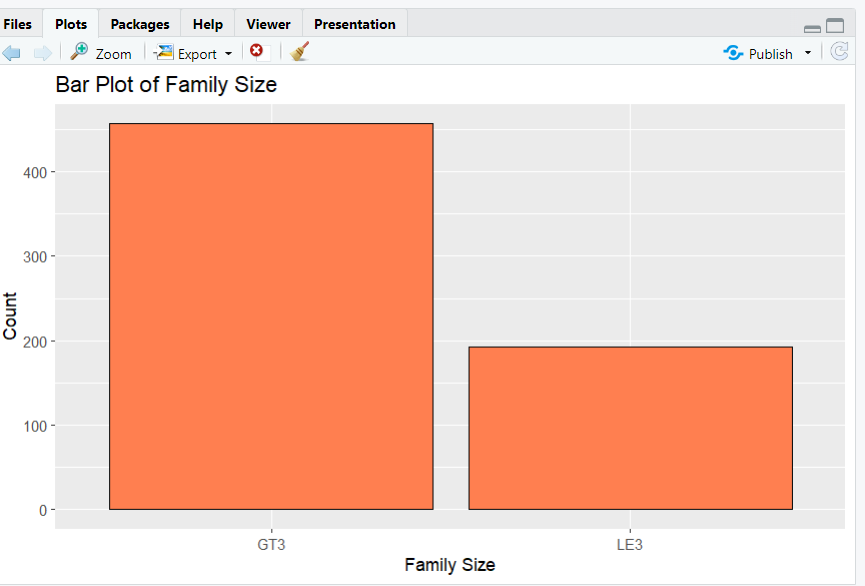 Files Plots Packages Help Viewer Presentation
Zoom Export Publish
Bar Plot of Family Size
400
300
200
100
0
Count
GT3 LE3
Family Size